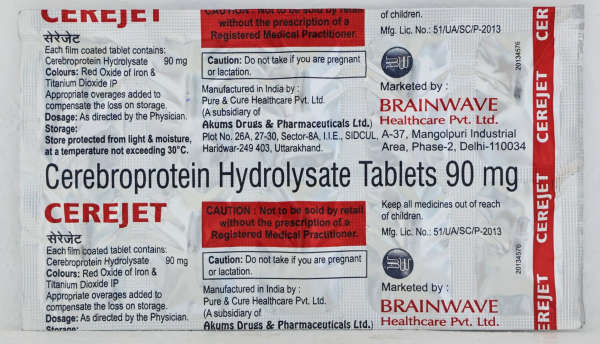 CEREJET
सेरेजेट
Each film coated tablet contains:
Cerebroprotein Hydrolysate 90 mg
Colours: Red Oxide of Iron &
Titanium Dioxide IP
Appropriate overages added to
compensate the loss on storage.
Dosage: As directed by the Physician.
Storage:
Store protected from light & moisture,
at a temperature not exceeding 30°C.
CAUTION : Not to be sold by retail
without the prescription of a
Registered Medical Practitioner.
Caution: Do not take if you are pregnant
or lactation.
Manufactured in India by :
Pure & Cure Healthcare Pvt. Ltd.
(A subsidiary of
Akums Drugs & Pharmaceuticals Ltd.)
Plot No. 26A, 27-30, Sector-8A, I.I.E., SIDCUL,
Haridwar-249 403, Uttarakhand.
of children.
Mfg. Lic. No.: 51/UA/SC/P-2013
Marketed by :
BRAINWAVE
Healthcare Pvt. Ltd.
A-37, Mangolpuri Industrial
Area, Phase-2, Delhi-110034
20134576
CEREJET
CEREJET
Cerebroprotein Hydrolysate Tablets 90 mg
CEREJET
सेरेजेट
Each film coated tablet contains:
Cerebroprotein Hydrolysate 90 mg
Colours: Red Oxide of Iron &
Titanium Dioxide IP
Appropriate overages added to
compensate the loss on storage.
Dosage: As directed by the Physician.
Storage:
CAUTION : Not to be sold by retail
without the prescription of a
Registered Medical Practitioner.
Caution: Do not take if you are pregnant
or lactation.
Manufactured in India by :
Pure & Cure Healthcare Pvt. Ltd.
(A subsidiary of
Akums Drugs & Pharmaceuticals Ltd.)
Keep all medicines out of reach
of children.
Mfg. Lic. No.: 51/UA/SC/P-2013
Marketed by :
BRAINWAVE
Healthcare Pvt. Ltd.
20134576
CEREJET
CEREJET